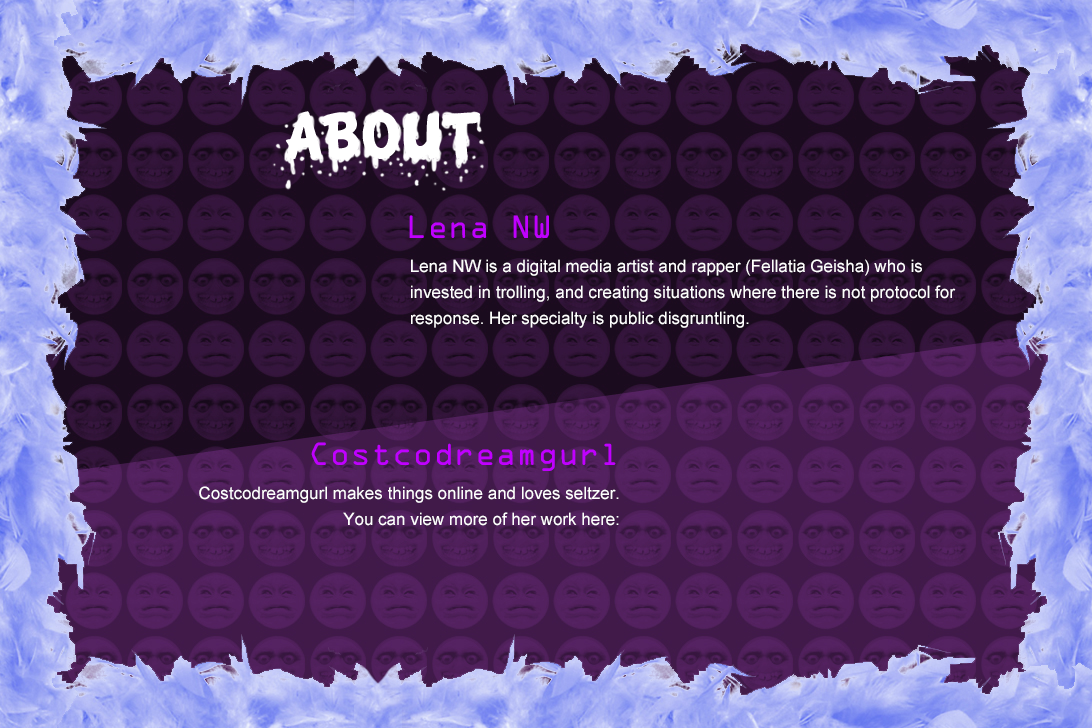 ABOUT
Lena NW
Lena NW is a digital media artist and rapper (Fellatia Geisha) who is
invested in trolling, and creating situations where there is not protocol for
response. Her specialty is public disgruntling.
Costcodreamgurl
Costcodreamgurl makes things online and loves seltzer.
You can view more of her work here: